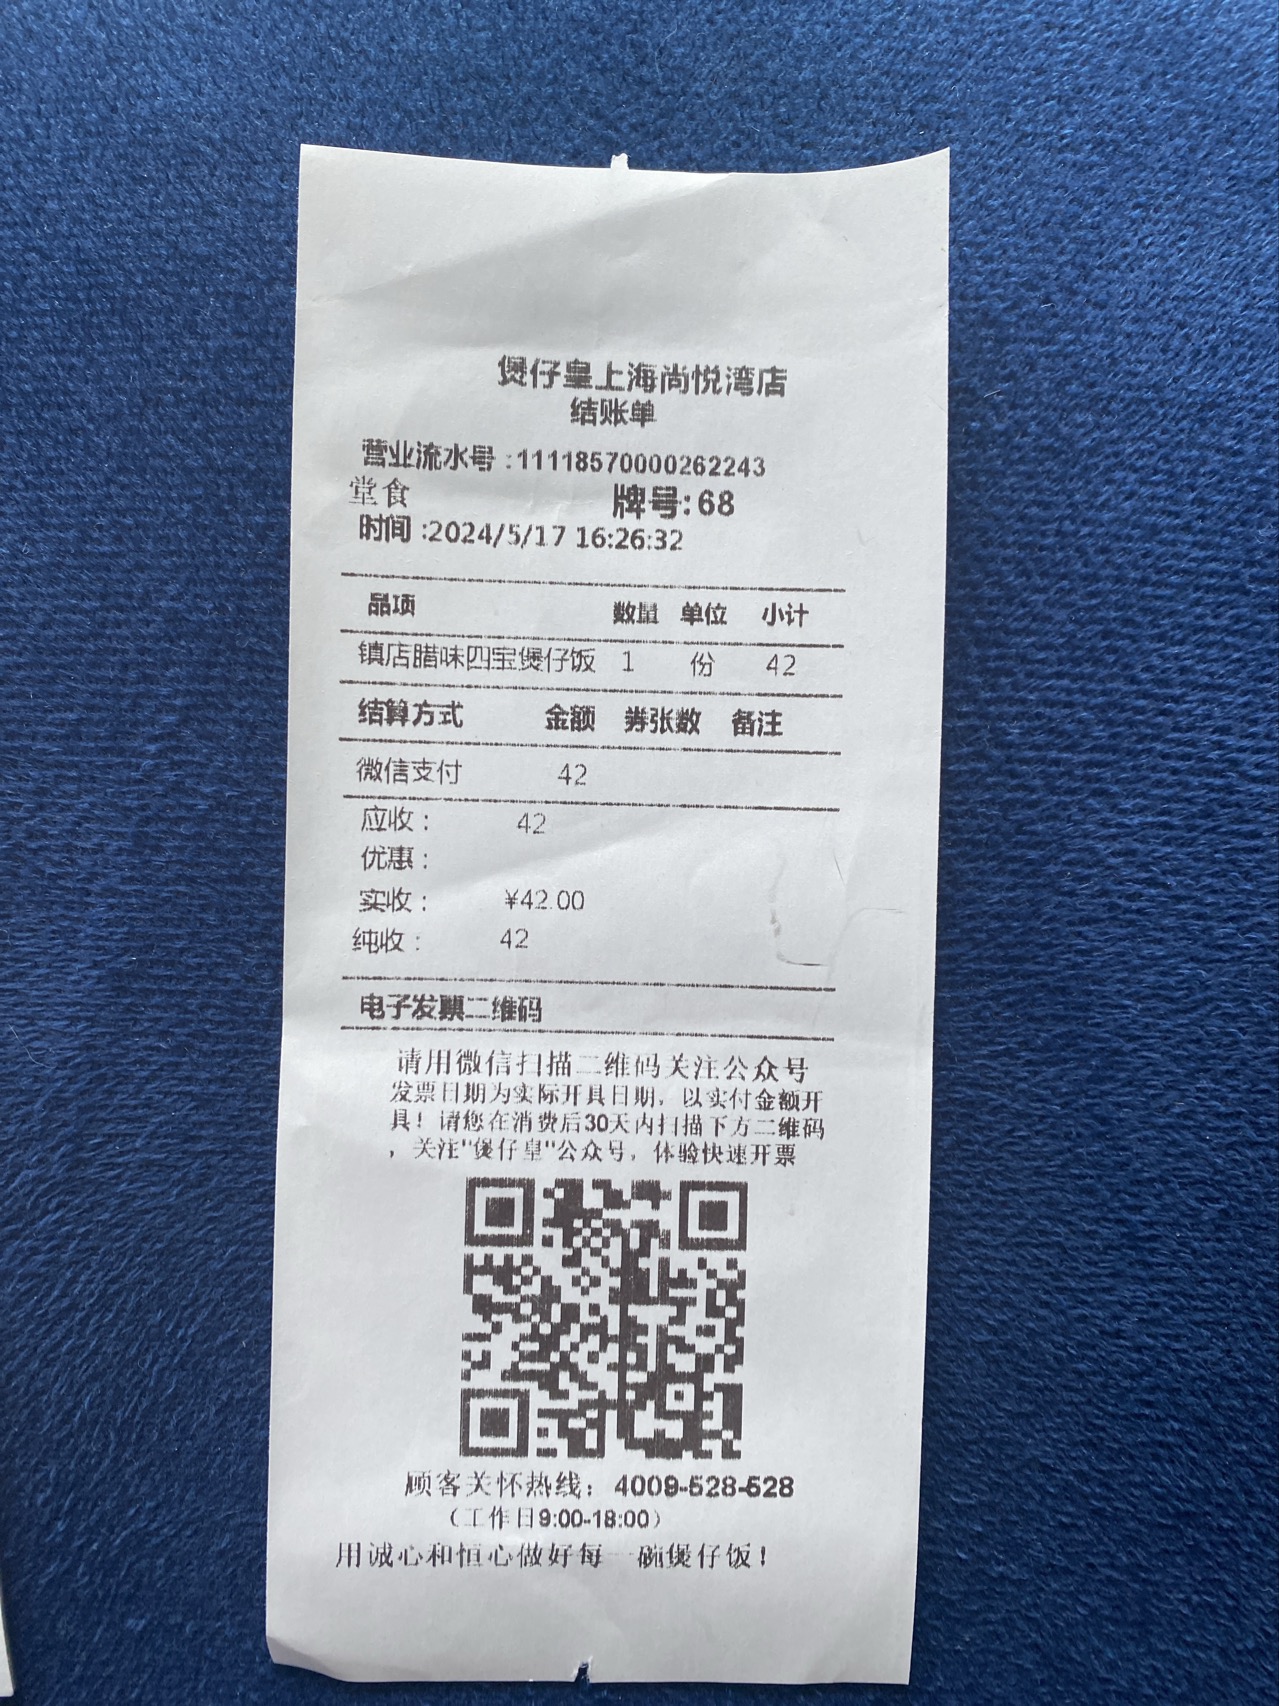 煲仔皇上海尚悦湾店
结账单
营业流水号:11118570000262243
堂食 牌号:68
时间:2024/5/17 16:26:32
品项 数量 单位 小计
镇店腊味四宝煲仔饭 1 份 42
结算方式 金额 券张数 备注
微信支付 42
应收: 42
优惠:
实收: ¥42.00
纯收: 42
电子发票二维码
请用微信扫描二维码关注公众号
发票日期为实际开具日期，以实付金额开
具！请您在消费后30天内扫描下方二维码
，关注"煲仔皇"公众号，体验快速开票
顾客关怀热线：4009-528-528
（工作日9:00-18:00）
用诚心和恒心做好每一碗煲仔饭！